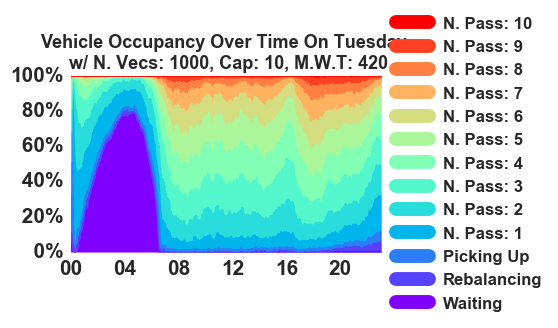 Vehicle Occupancy Over Time On Tuesday
w/ N. Vecs: 1000, Cap: 10, M.W.T: 420
100%
80%
60%
40%
20%
0%
00 04 08 12 16 20
N. Pass: 10
N. Pass: 9
N. Pass: 8
N. Pass: 7
N. Pass: 6
N. Pass: 5
N. Pass: 4
N. Pass: 3
N. Pass: 2
N. Pass: 1
Picking Up
Rebalancing
Waiting